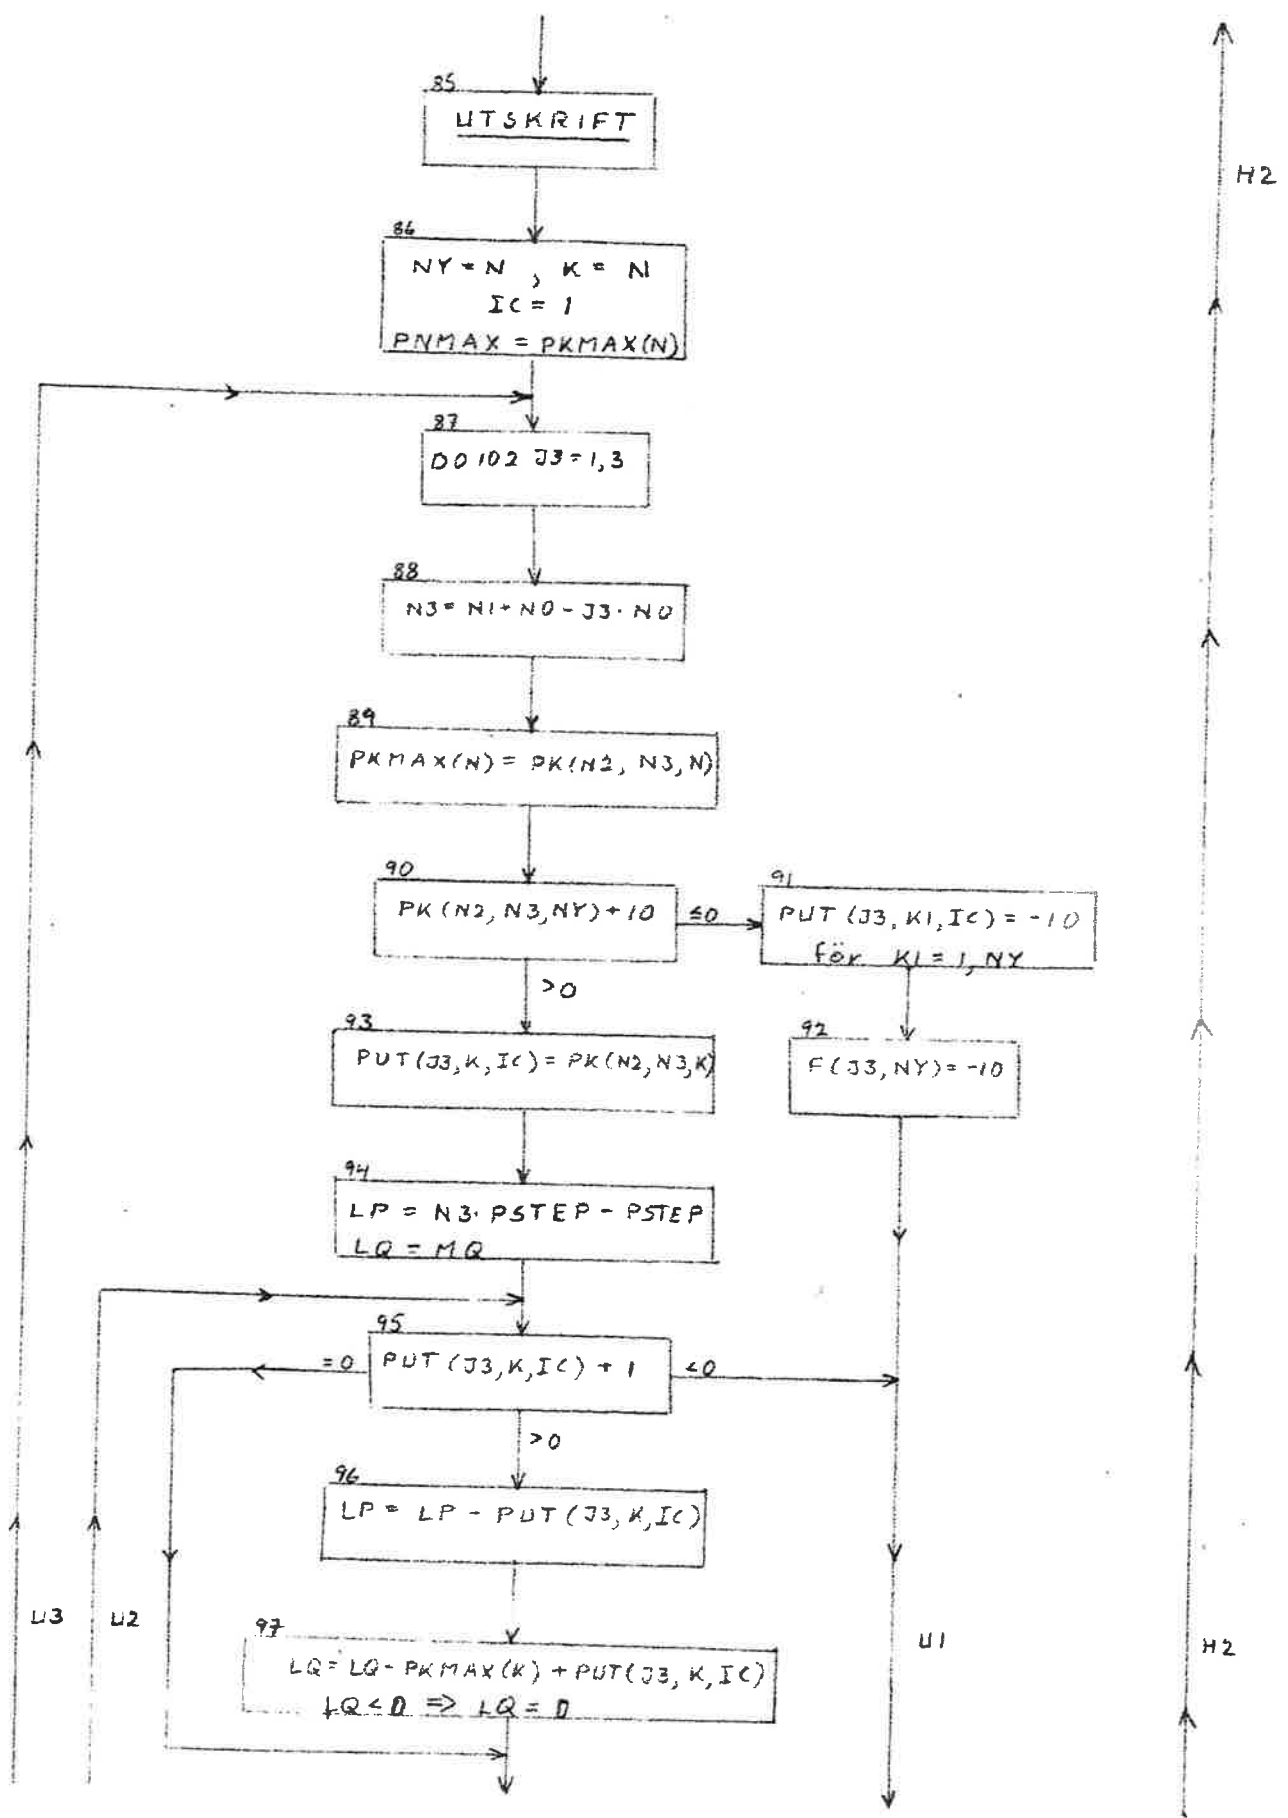 85
UTSKRIFT
H2
86
NY = N , K = N
IC = 1
PNMAX = PKMAX(N)
87
DO 102 J3 = 1,3
88
N3 = N1 + N0 - J3 · N0
89
PKMAX(N) = PK(N2, N3, N)
90
PK(N2, N3, NY) + 10
≤0
91
PUT (J3, K1, IC) = -10
för K1 = 1, NY
>0
92
F(J3, NY) = -10
93
PUT(J3, K, IC) = PK(N2, N3, K)
94
LP = N3 · PSTEP - PSTEP
LQ = MQ
95
=0
PUT (J3, K, IC) + 1
<0
>0
96
LP = LP - PUT (J3, K, IC)
U3
U2
U1
H2
97
LQ = LQ - PKMAX(K) + PUT(J3, K, IC)
LQ < 0 => LQ = 0